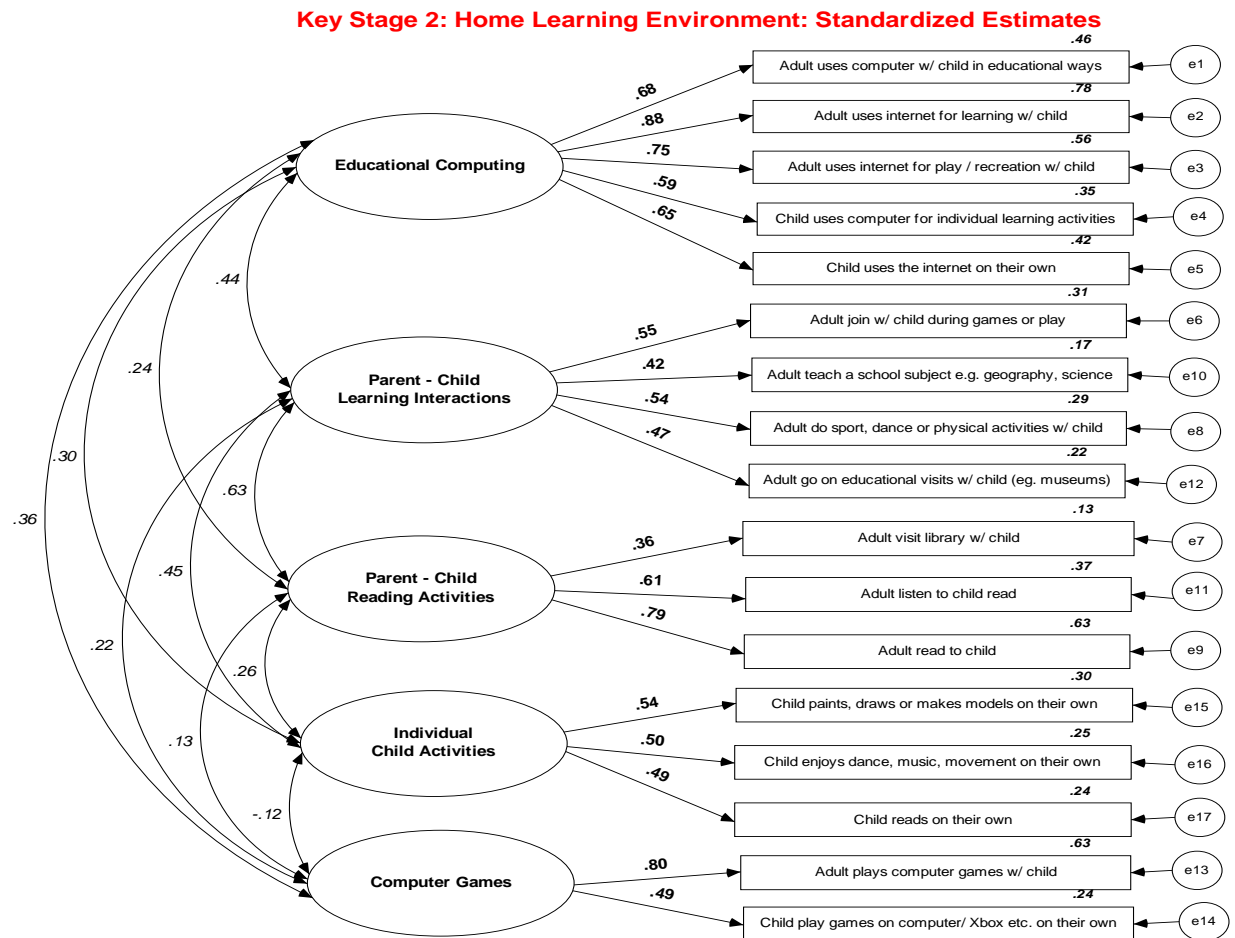 Key Stage 2: Home Learning Environment: Standardized Estimates
.46
Adult uses computer w/ child in educational ways
e1
.68
.78
Adult uses internet for learning w/ child
e2
.88
.56
Adult uses internet for play / recreation w/ child
e3
.75
Educational Computing
.35
Child uses computer for individual learning activities
e4
.59
.42
Child uses the internet on their own
e5
.65
.44
.31
Adult join w/ child during games or play
e6
.55
.17
Adult teach a school subject e.g. geography, science
e10
.42
.24
Parent - Child
Learning Interactions
.29
Adult do sport, dance or physical activities w/ child
e8
.54
.22
Adult go on educational visits w/ child (eg. museums)
e12
.47
.30
.63
.36
.13
Adult visit library w/ child
e7
.36
.45
Parent - Child
Reading Activities
.37
Adult listen to child read
e11
.61
.63
Adult read to child
e9
.79
.22
.26
.30
Child paints, draws or makes models on their own
e15
.54
Individual
Child Activities
.25
Child enjoys dance, music, movement on their own
e16
.50
.13
.24
Child reads on their own
e17
.49
-.12
.63
Adult plays computer games w/ child
e13
.80
Computer Games
.24
Child play games on computer/ Xbox etc. on their own
e14
.49